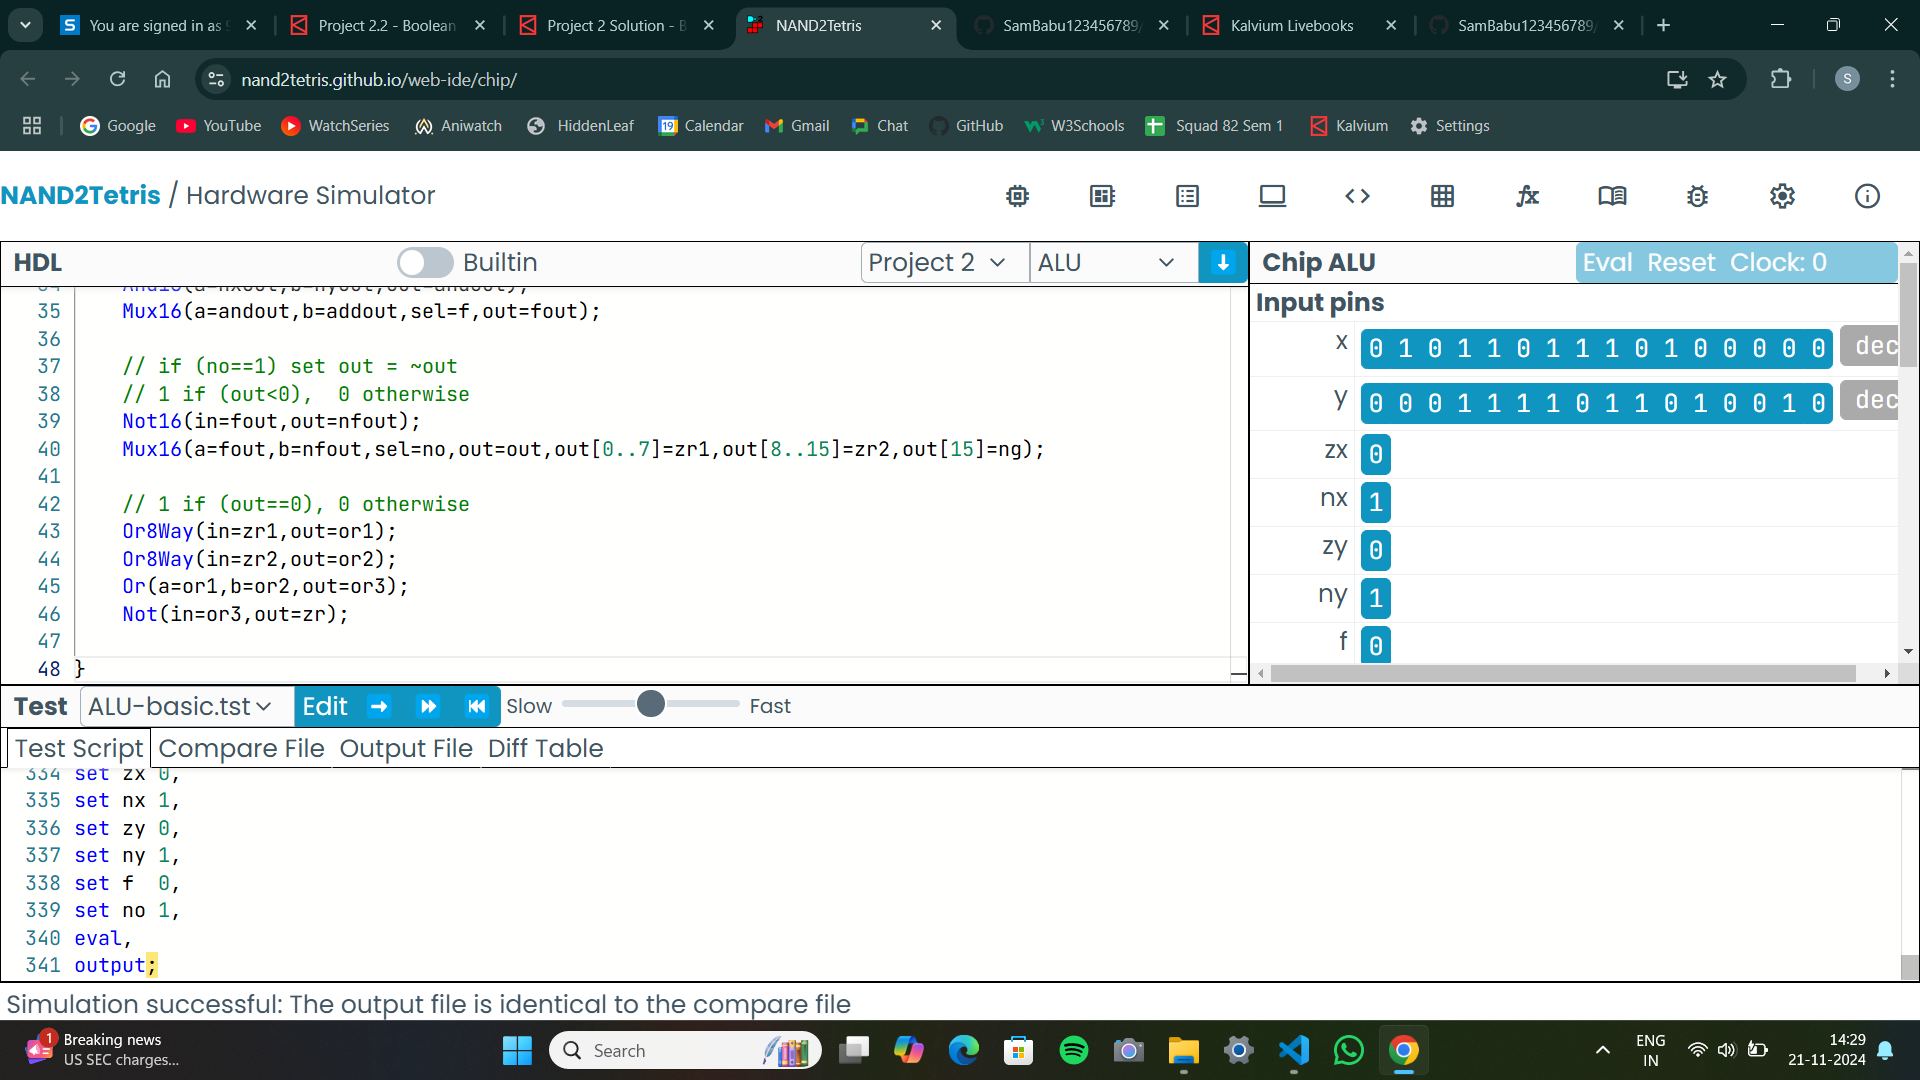 You are signed in as
Project 2.2 - Boolean
Project 2 Solution - B
NAND2Tetris
SamBabu123456789/
Kalvium Livebooks
SamBabu123456789/
nand2tetris.github.io/web-ide/chip/
S
Google
YouTube
WatchSeries
Aniwatch
HiddenLeaf
Calendar
Gmail
Chat
GitHub
W3Schools
Squad 82 Sem 1
Kalvium
Settings
NAND2Tetris / Hardware Simulator
HDL
Builtin
Project 2
ALU
34 And16(a=nxout,b=nyout,out=andout);
35 Mux16(a=andout,b=addout,sel=f,out=fout);
36
37 // if (no==1) set out = ~out
38 // 1 if (out<0),  0 otherwise
39 Not16(in=fout,out=nfout);
40 Mux16(a=fout,b=nfout,sel=no,out=out,out[0..7]=zr1,out[8..15]=zr2,out[15]=ng);
41
42 // 1 if (out==0), 0 otherwise
43 Or8Way(in=zr1,out=or1);
44 Or8Way(in=zr2,out=or2);
45 Or(a=or1,b=or2,out=or3);
46 Not(in=or3,out=zr);
47
48 }
Chip ALU
Eval Reset Clock: 0
Input pins
x 0 1 0 1 1 0 1 1 1 0 1 0 0 0 0 0 dec
y 0 0 0 1 1 1 1 0 1 1 0 1 0 0 1 0 dec
zx 0
nx 1
zy 0
ny 1
f 0
Test
ALU-basic.tst
Edit
Slow
Fast
Test Script
Compare File
Output File
Diff Table
334 set zx 0,
335 set nx 1,
336 set zy 0,
337 set ny 1,
338 set f  0,
339 set no 1,
340 eval,
341 output;
Simulation successful: The output file is identical to the compare file
1
Breaking news
US SEC charges...
Search
ENG
IN
14:29
21-11-2024